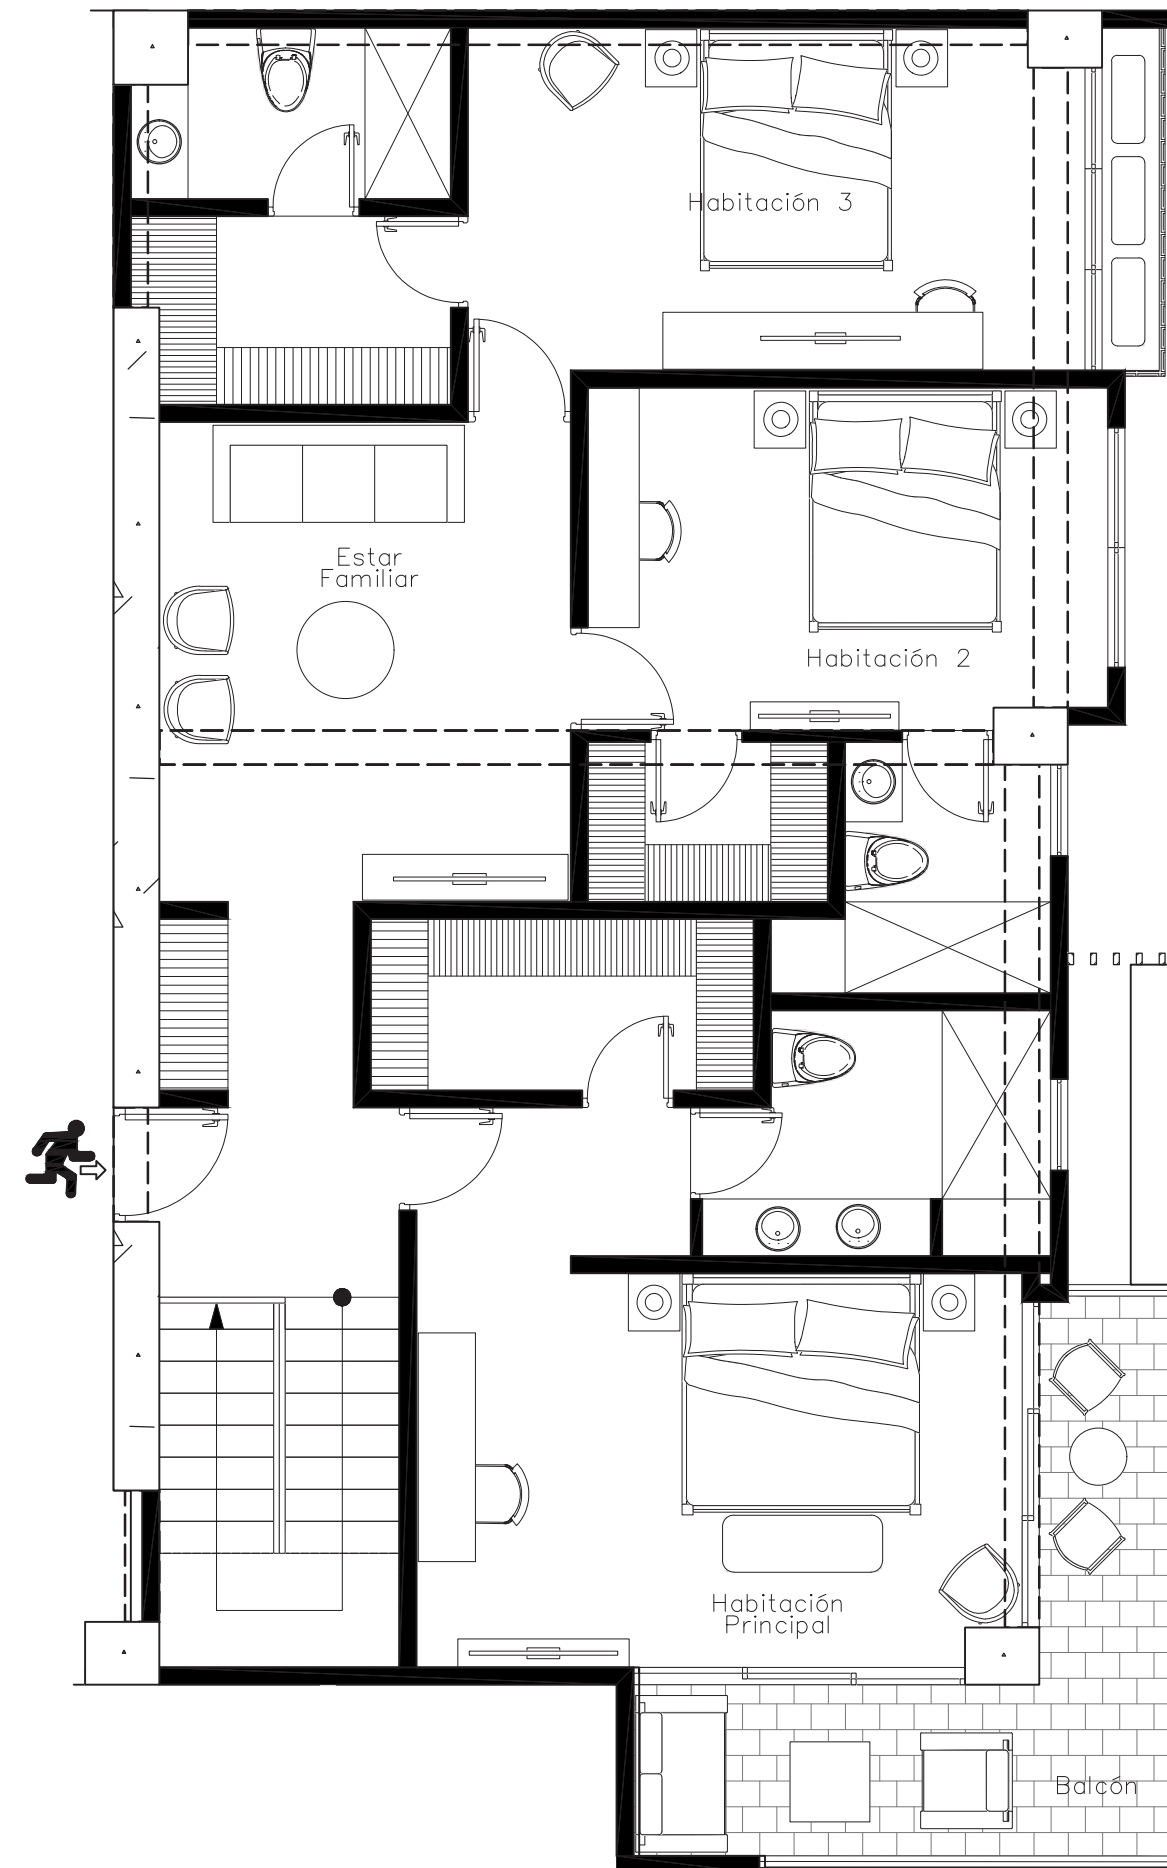 Habitación 3
Estar
Familiar
Habitación 2
Habitación
Principal
Balcón